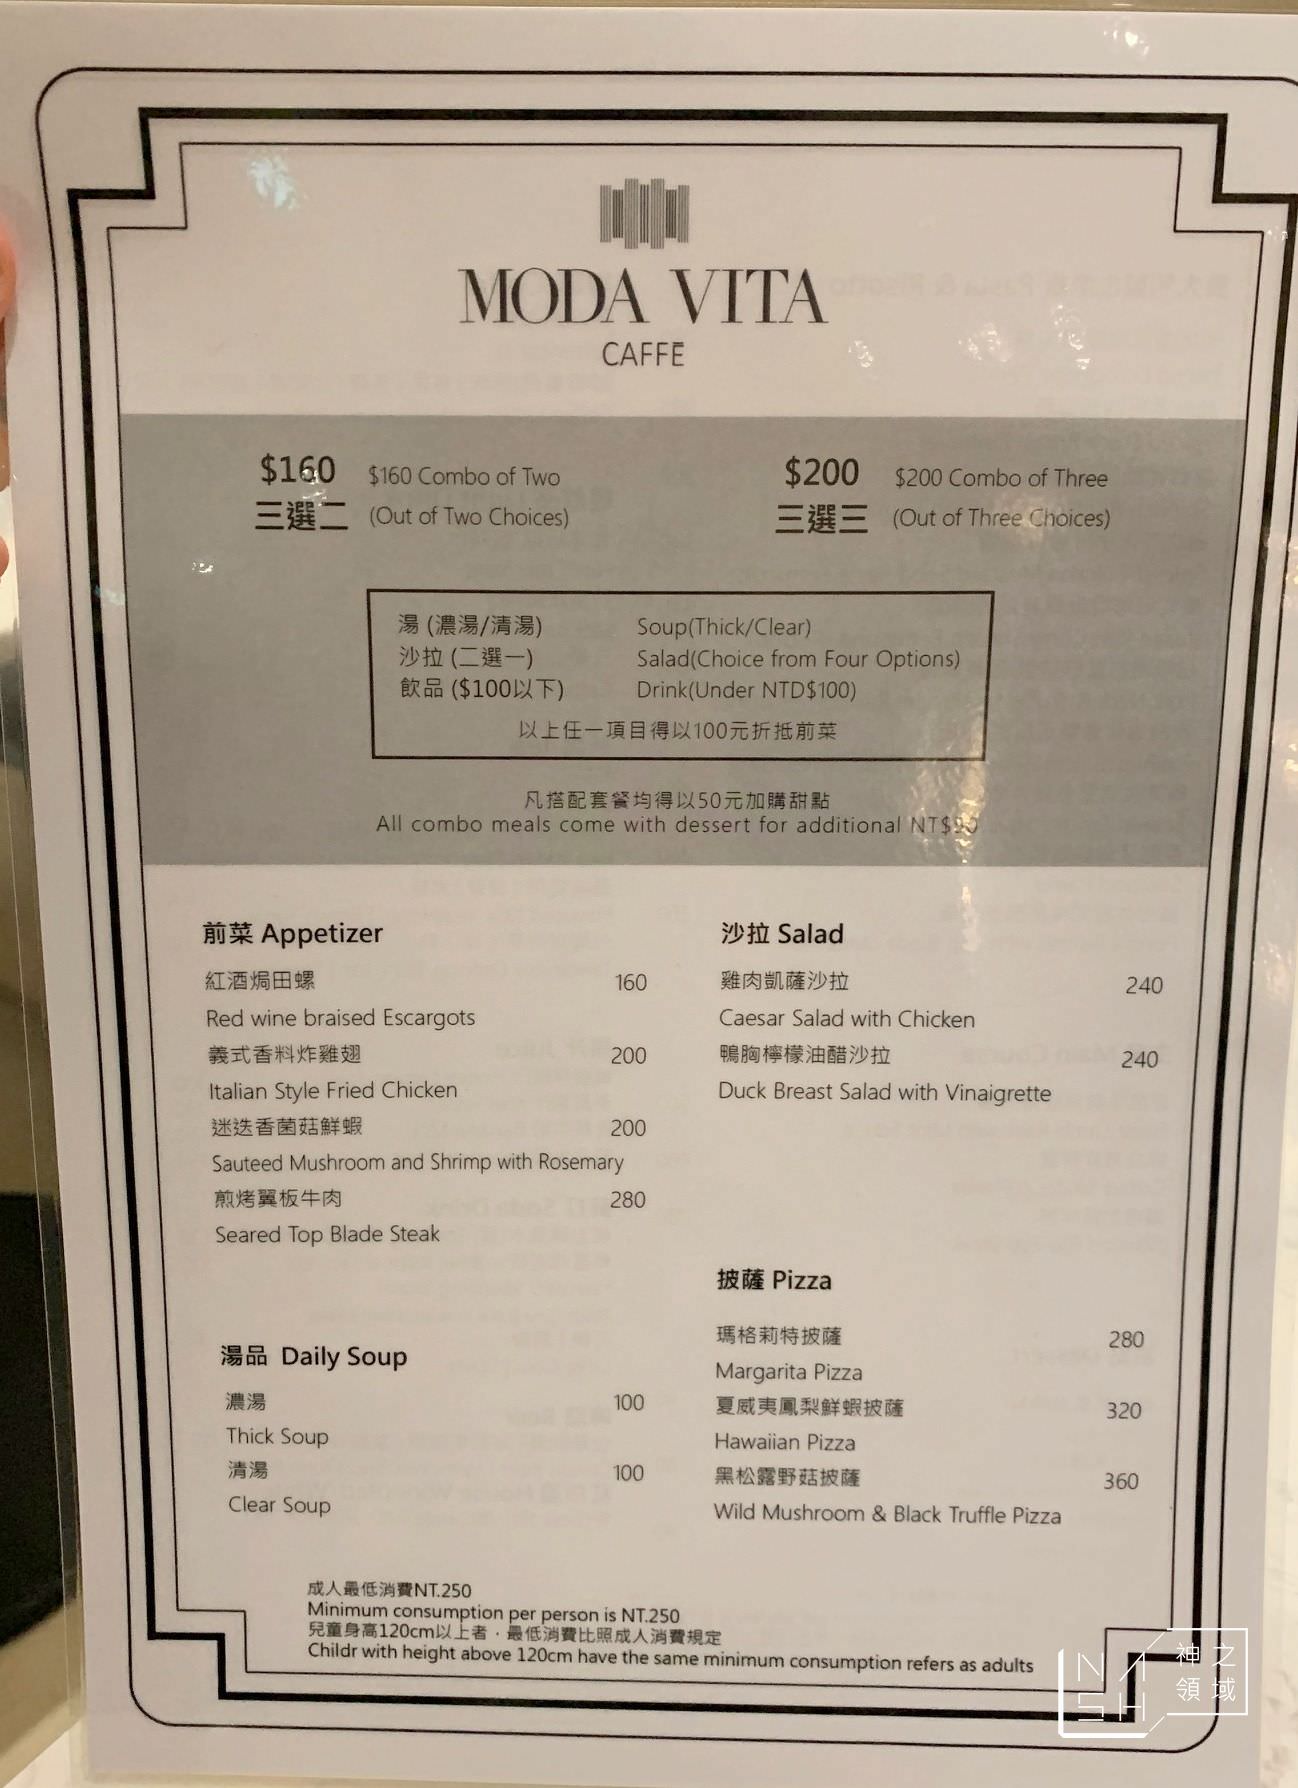 MODA VITA
CAFFĒ
$160 $160 Combo of Two
三選二 (Out of Two Choices)
$200 $200 Combo of Three
三選三 (Out of Three Choices)
湯 (濃湯/清湯) Soup(Thick/Clear)
沙拉 (二選一) Salad(Choice from Four Options)
飲品 ($100以下) Drink(Under NTD$100)
以上任一項目得以100元折抵前菜
凡搭配套餐均得以50元加購甜點
All combo meals come with dessert for additional
前菜 Appetizer
紅酒焗田螺 160
Red wine braised Escargots
義式香料炸雞翅 200
Italian Style Fried Chicken
迷迭香菌菇鮮蝦 200
Sauteed Mushroom and Shrimp with Rosemary
煎烤翼板牛肉 280
Seared Top Blade Steak
湯品 Daily Soup
濃湯 100
Thick Soup
清湯 100
Clear Soup
沙拉 Salad
雞肉凱薩沙拉 240
Caesar Salad with Chicken
鴨胸檸檬油醋沙拉 240
Duck Breast Salad with Vinaigrette
披薩 Pizza
瑪格莉特披薩 280
Margarita Pizza
夏威夷鳳梨鮮蝦披薩 320
Hawaiian Pizza
黑松露野菇披薩 360
Wild Mushroom & Black Truffle Pizza
成人最低消費NT.250
Minimum consumption per person is NT.250
兒童身高120cm以上者，最低消費比照成人消費規定
Childr with height above 120cm have the same minimum consumption refers as adults
神之
領域